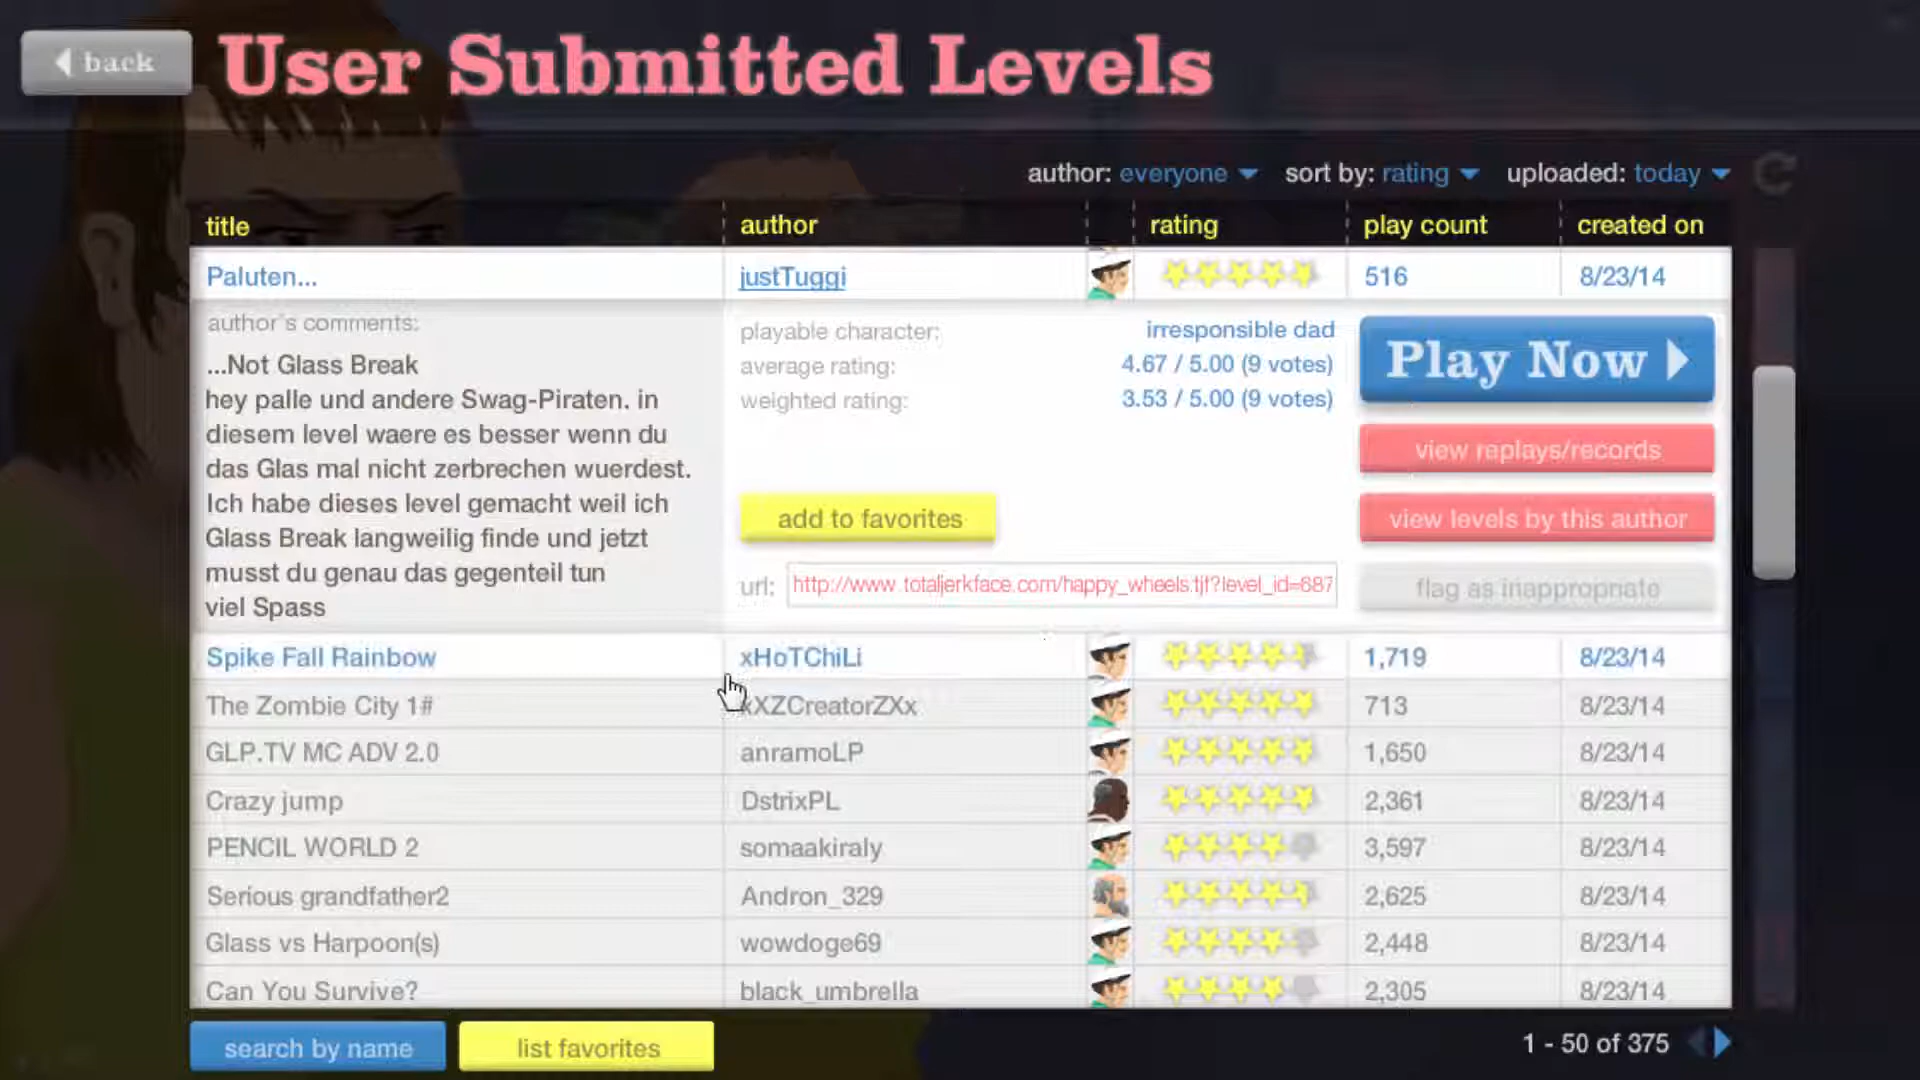 back
User Submitted Levels
author: everyone sort by: rating uploaded: today
title author rating play count created on
Paluten... justTuggi 516 8/23/14
author's comments:
...Not Glass Break
hey palle und andere Swag-Piraten. in
diesem level waere es besser wenn du
das Glas mal nicht zerbrechen wuerdest.
Ich habe dieses level gemacht weil ich
Glass Break langweilig finde und jetzt
musst du genau das gegenteil tun
viel Spass
playable character: irresponsible dad
average rating: 4.67 / 5.00 (9 votes)
weighted rating: 3.53 / 5.00 (9 votes)
add to favorites
url: http://www.totaljerkface.com/happy_wheels.tjf?level_id=687
Play Now
view replays/records
view levels by this author
flag as inappropriate
Spike Fall Rainbow xHoTChiLi 1,719 8/23/14
The Zombie City 1# xXZCreatorZXx 713 8/23/14
GLP.TV MC ADV 2.0 anramoLP 1,650 8/23/14
Crazy jump DstrixPL 2,361 8/23/14
PENCIL WORLD 2 somaakiraly 3,597 8/23/14
Serious grandfather2 Andron_329 2,625 8/23/14
Glass vs Harpoon(s) wowdoge69 2,448 8/23/14
Can You Survive? black_umbrella 2,305 8/23/14
search by name list favorites 1 - 50 of 375